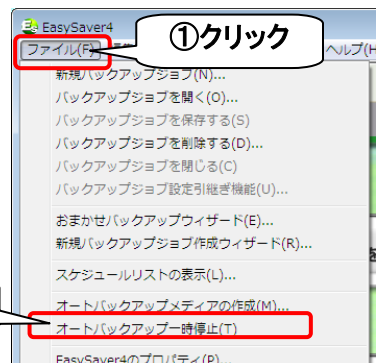 EasySaver4
①クリック
ファイル(F)
ヘルプ(H
新規バックアップジョブ(N)...
バックアップジョブを開く(O)...
バックアップジョブを保存する(S)
バックアップジョブを削除する(D)...
バックアップジョブを閉じる(C)
バックアップジョブ設定引継ぎ機能(U)...
おまかせバックアップウィザード(E)...
新規バックアップジョブ作成ウィザード(R)...
スケジュールリストの表示(L)...
オートバックアップメディアの作成(M)...
オートバックアップ一時停止(T)
EasySaver4のプロパティ(P)...